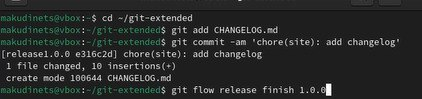 makudinets@vbox:~$ cd ~/git-extended
makudinets@vbox:~/git-extended$ git add CHANGELOG.md
makudinets@vbox:~/git-extended$ git commit -am 'chore(site): add changelog'
[release1.0.0 e316c2d] chore(site): add changelog
 1 file changed, 10 insertions(+)
 create mode 100644 CHANGELOG.md
makudinets@vbox:~/git-extended$ git flow release finish 1.0.0